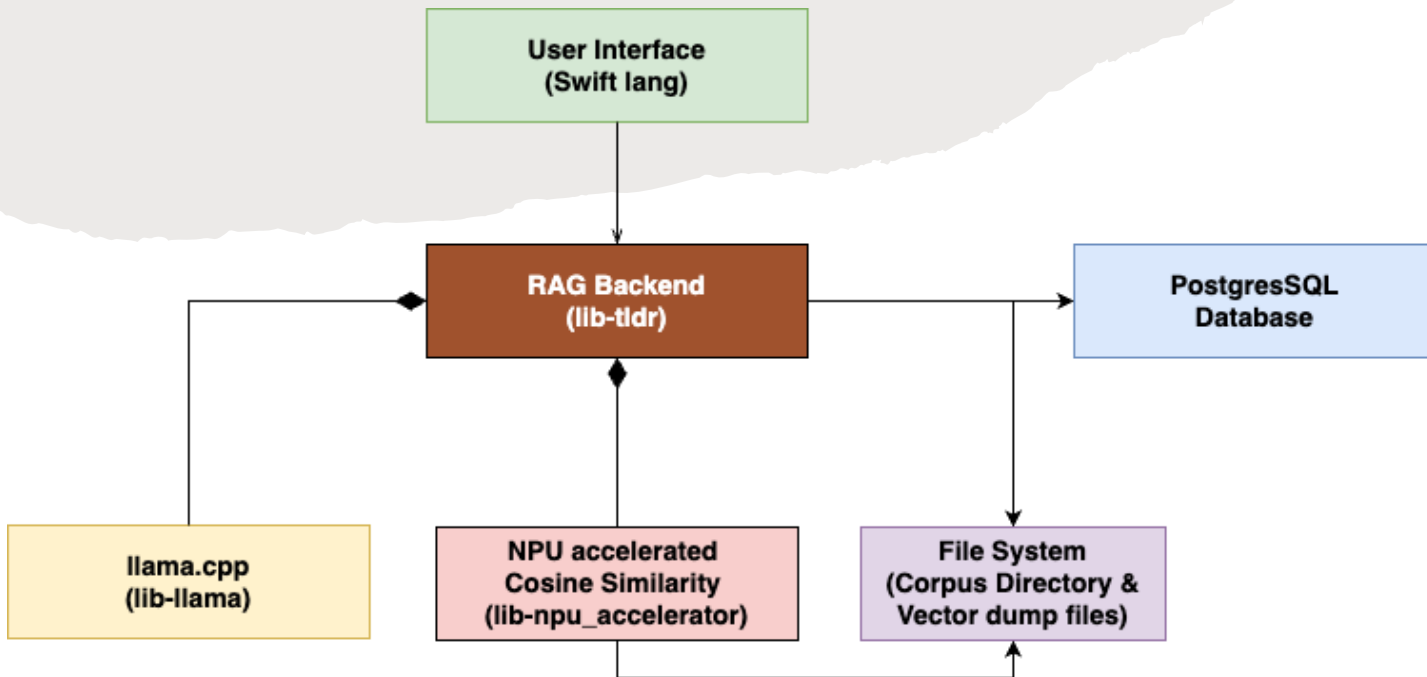 User Interface
(Swift lang)
RAG Backend
(lib-tldr)
PostgresSQL
Database
llama.cpp
(lib-llama)
NPU accelerated
Cosine Similarity
(lib-npu_accelerator)
File System
(Corpus Directory &
Vector dump files)